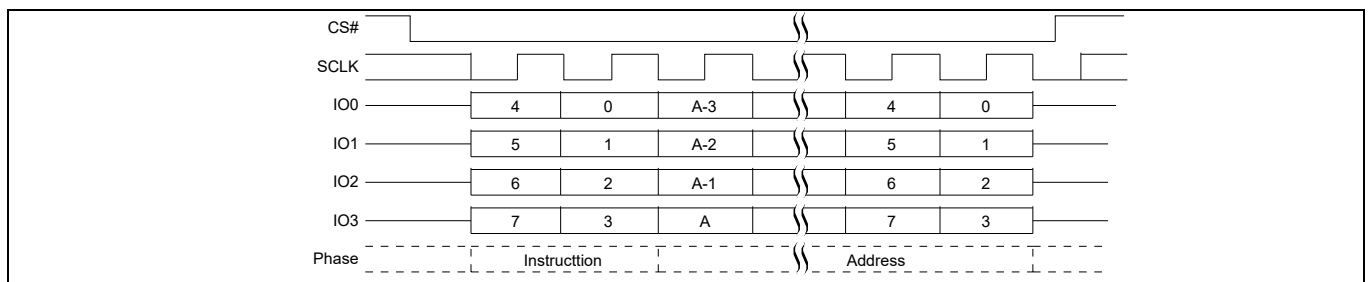 CS#
SCLK
IO0 4 0 A-3 4 0
IO1 5 1 A-2 5 1
IO2 6 2 A-1 6 2
IO3 7 3 A 7 3
Phase Instructtion Address